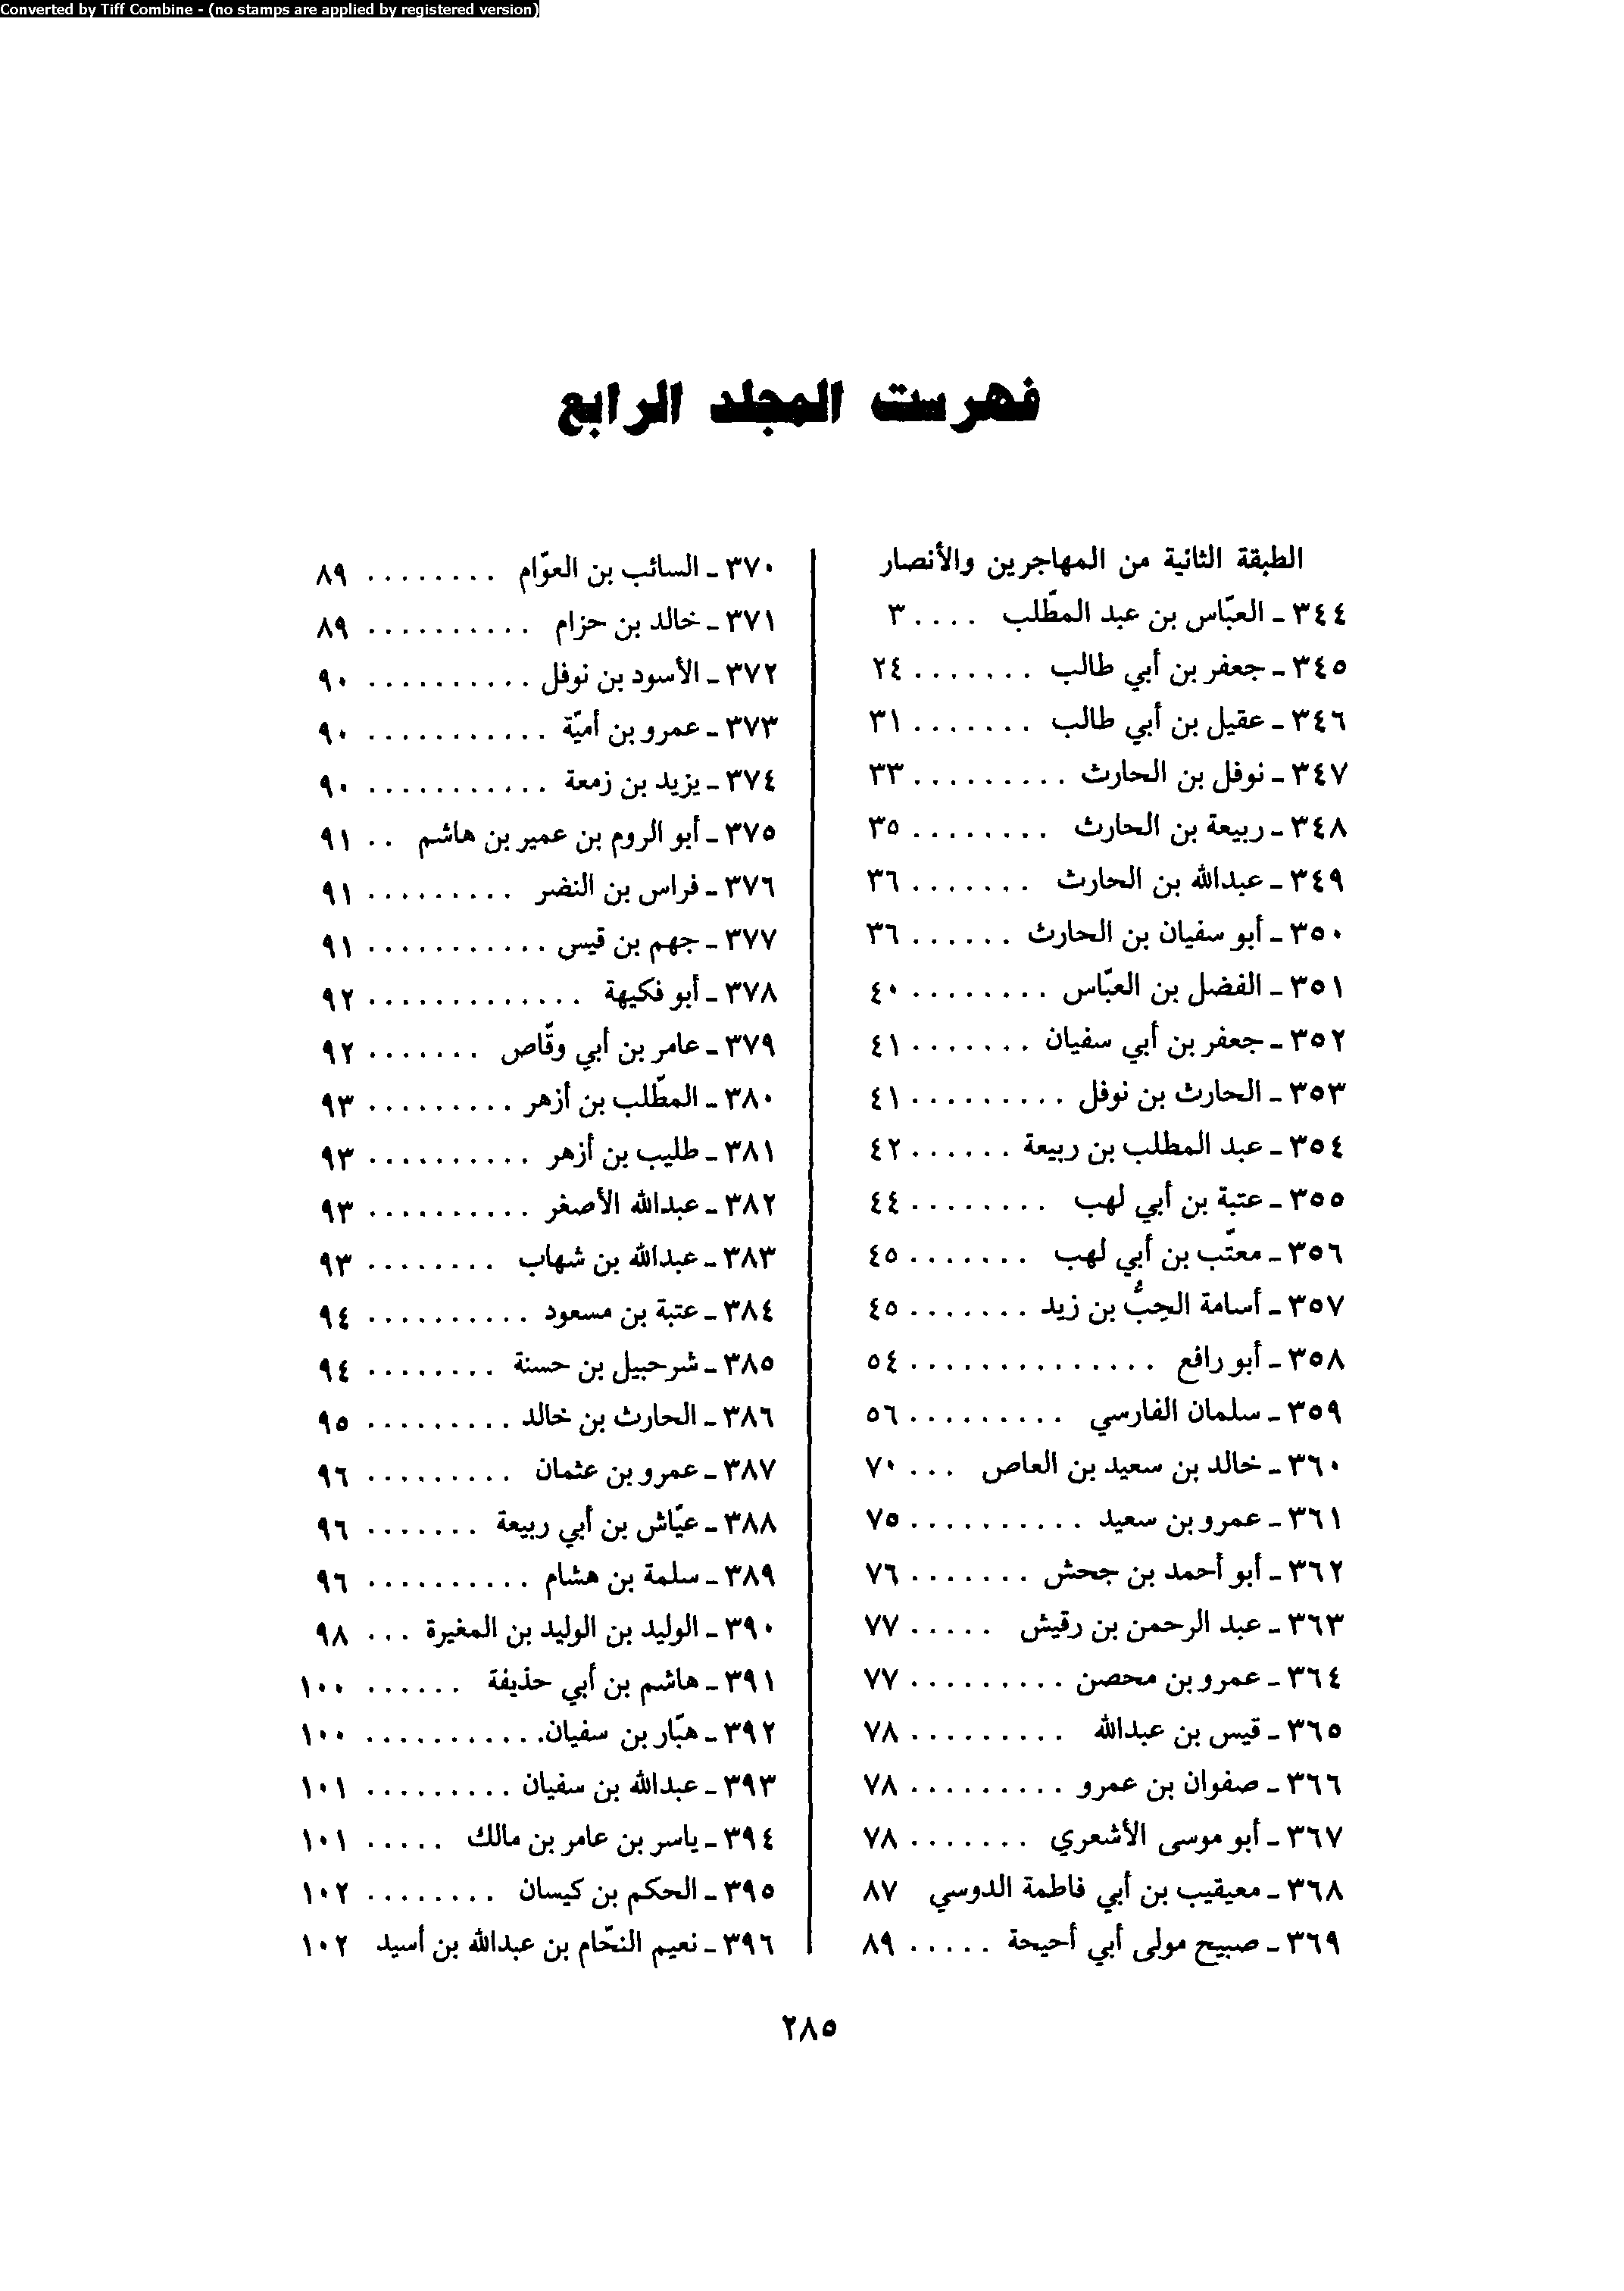 Converted by Tiff Combine - (no stamps are applied by registered version)
فهرست المجلد الرابع
الطبقة الثانية من المهاجرين والأنصار
٣٤٤ - العبّاس بن عبد المطّلب .... ٣
٣٤٥ - جعفر بن أبي طالب ....... ٢٤
٣٤٦ - عقيل بن أبي طالب ....... ٣١
٣٤٧ - نوفل بن الحارث ......... ٣٣
٣٤٨ - ربيعة بن الحارث ........ ٣٥
٣٤٩ - عبدالله بن الحارث ....... ٣٦
٣٥٠ - أبو سفيان بن الحارث ...... ٣٦
٣٥١ - الفضل بن العبّاس ........ ٤٠
٣٥٢ - جعفر بن أبي سفيان ....... ٤١
٣٥٣ - الحارث بن نوفل ......... ٤١
٣٥٤ - عبد المطلب بن ربيعة ...... ٤٢
٣٥٥ - عتبة بن أبي لهب ........ ٤٤
٣٥٦ - معتّب بن أبي لهب ....... ٤٥
٣٥٧ - أسامة الحِبُّ بن زيد ....... ٤٥
٣٥٨ - أبو رافع .............. ٥٤
٣٥٩ - سلمان الفارسي ......... ٥٦
٣٦٠ - خالد بن سعيد بن العاص ... ٧٠
٣٦١ - عمرو بن سعيد .......... ٧٥
٣٦٢ - أبو أحمد بن جحش ....... ٧٦
٣٦٣ - عبد الرحمن بن رقيش ..... ٧٧
٣٦٤ - عمرو بن محصن ......... ٧٧
٣٦٥ - قيس بن عبدالله ......... ٧٨
٣٦٦ - صفوان بن عمرو ......... ٧٨
٣٦٧ - أبو موسى الأشعري ....... ٧٨
٣٦٨ - معيقيب بن أبي فاطمة الدوسي ٨٧
٣٦٩ - صبيح مولى أبي أحيحة ..... ٨٩
٣٧٠ - السائب بن العوّام ........ ٨٩
٣٧١ - خالد بن حزام .......... ٨٩
٣٧٢ - الأسود بن نوفل .......... ٩٠
٣٧٣ - عمرو بن أميّة ........... ٩٠
٣٧٤ - يزيد بن زمعة ........... ٩٠
٣٧٥ - أبو الروم بن عمير بن هاشم .. ٩١
٣٧٦ - فراس بن النضر ......... ٩١
٣٧٧ - جهم بن قيس ........... ٩١
٣٧٨ - أبو فكيهة ............. ٩٢
٣٧٩ - عامر بن أبي وقّاص ....... ٩٢
٣٨٠ - المطّلب بن أزهر ......... ٩٣
٣٨١ - طليب بن أزهر .......... ٩٣
٣٨٢ - عبدالله الأصغر .......... ٩٣
٣٨٣ - عبدالله بن شهاب ........ ٩٣
٣٨٤ - عتبة بن مسعود .......... ٩٤
٣٨٥ - شرحبيل بن حسنة ........ ٩٤
٣٨٦ - الحارث بن خالد ......... ٩٥
٣٨٧ - عمرو بن عثمان ......... ٩٦
٣٨٨ - عيّاش بن أبي ربيعة ....... ٩٦
٣٨٩ - سلمة بن هشام .......... ٩٦
٣٩٠ - الوليد بن الوليد بن المغيرة ... ٩٨
٣٩١ - هاشم بن أبي حذيفة ...... ١٠٠
٣٩٢ - هبّار بن سفيان........... ١٠٠
٣٩٣ - عبدالله بن سفيان ......... ١٠١
٣٩٤ - ياسر بن عامر بن مالك ..... ١٠١
٣٩٥ - الحكم بن كيسان ........ ١٠٢
٣٩٦ - نعيم النحّام بن عبدالله بن أسيد ١٠٢
٢٨٥